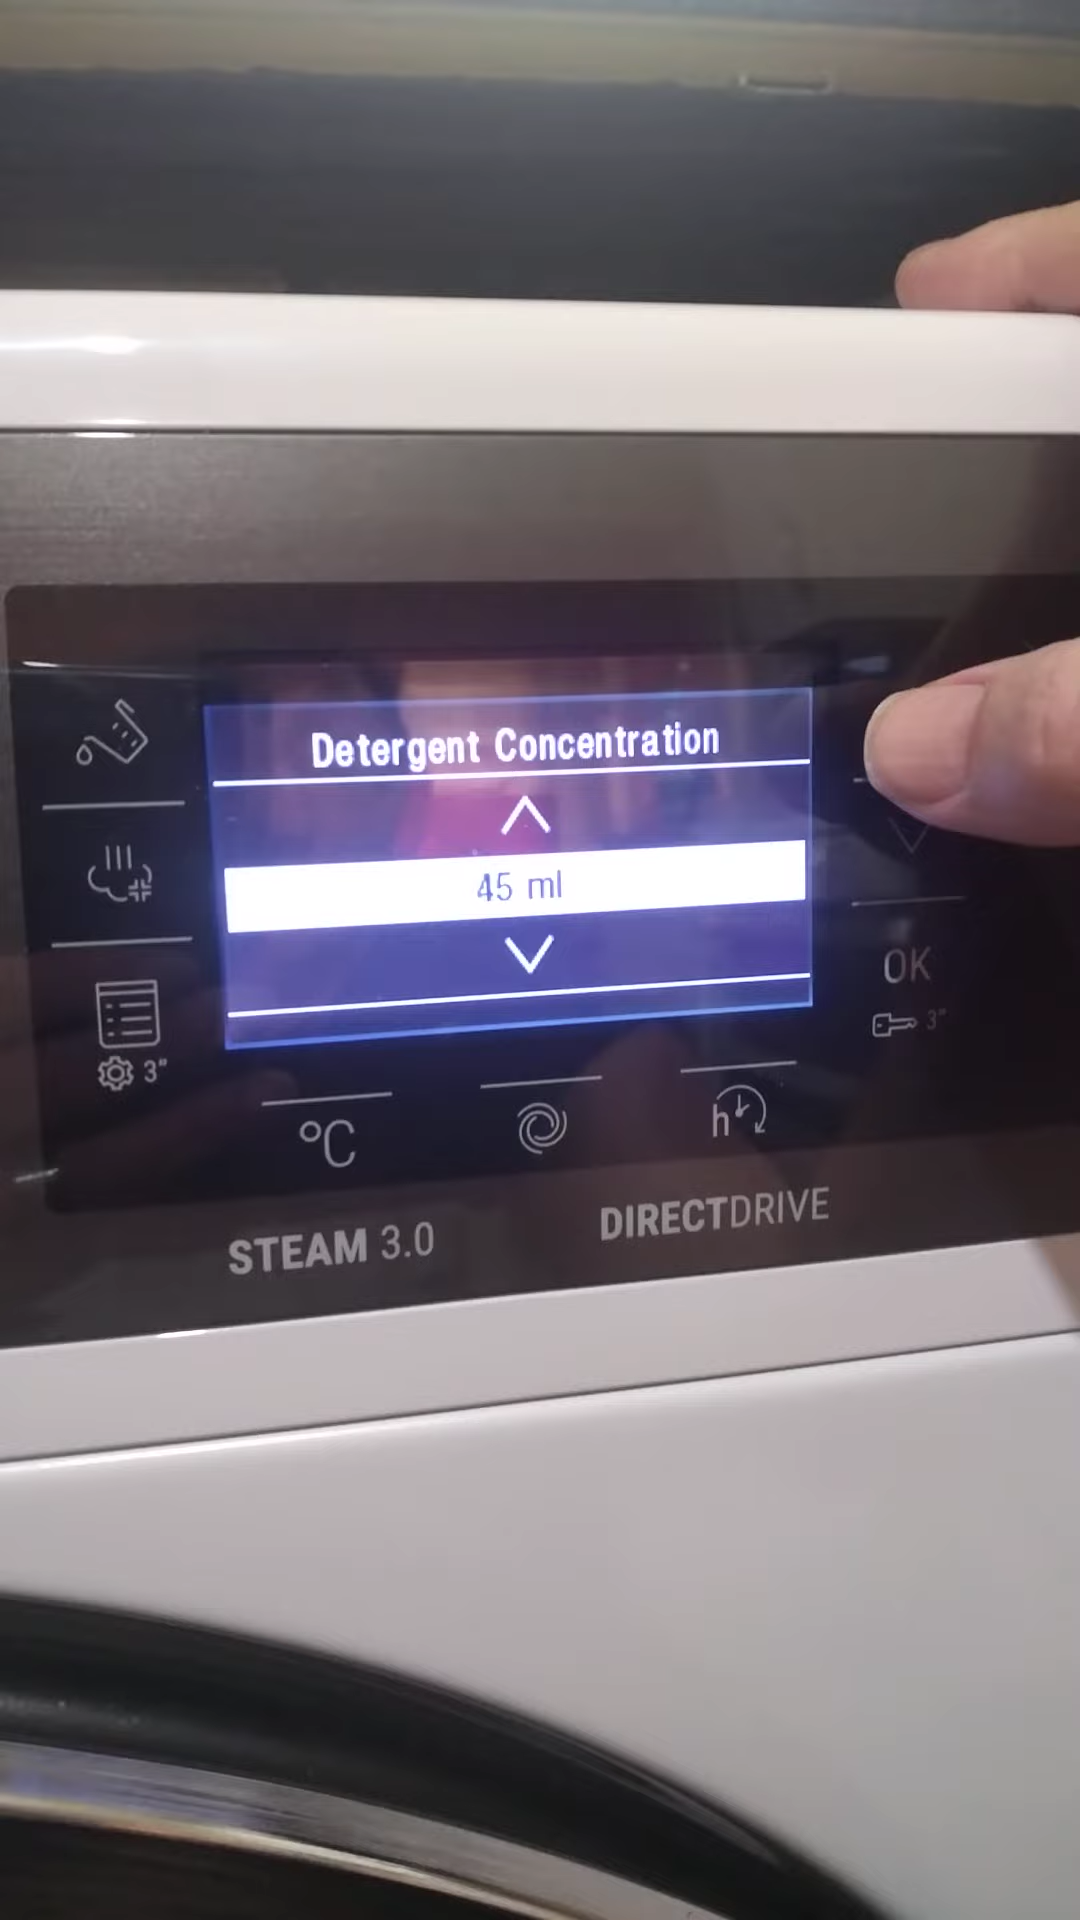 Detergent Concentration
45 ml
OK
3"
3"
°C
h
STEAM 3.0
DIRECTDRIVE